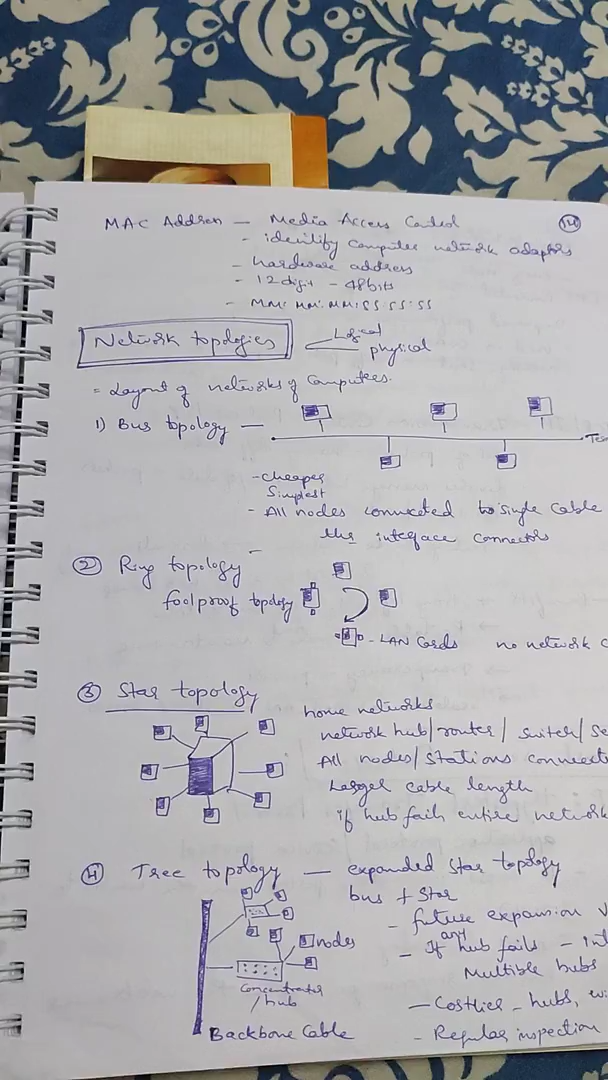 MAC Address — Media Access Control
14
- identify computer network adaptors
- hardware address
- 12 digit - 48 bits
- MM: MM: MM: SS: SS: SS
Network topologies
Logical
physical
= Layout of networks of Computers.
1) Bus topology —
- cheaper
Simplest
- All nodes connected to single cable
thro interface connectors
② Ring topology
foolproof topology
- LAN Cards no network
③ Star topology
home networks
network hub/router/ switch/
All nodes/stations
Larger cable length
if hub fails entire network
④ Tree topology — expanded Star topology
bus + Star
- future expansion
- If any hub fails -
Multiple hubs
nodes
Concentrator
/hub
- Costlier - hubs,
Backbone Cable
- Regular inspection